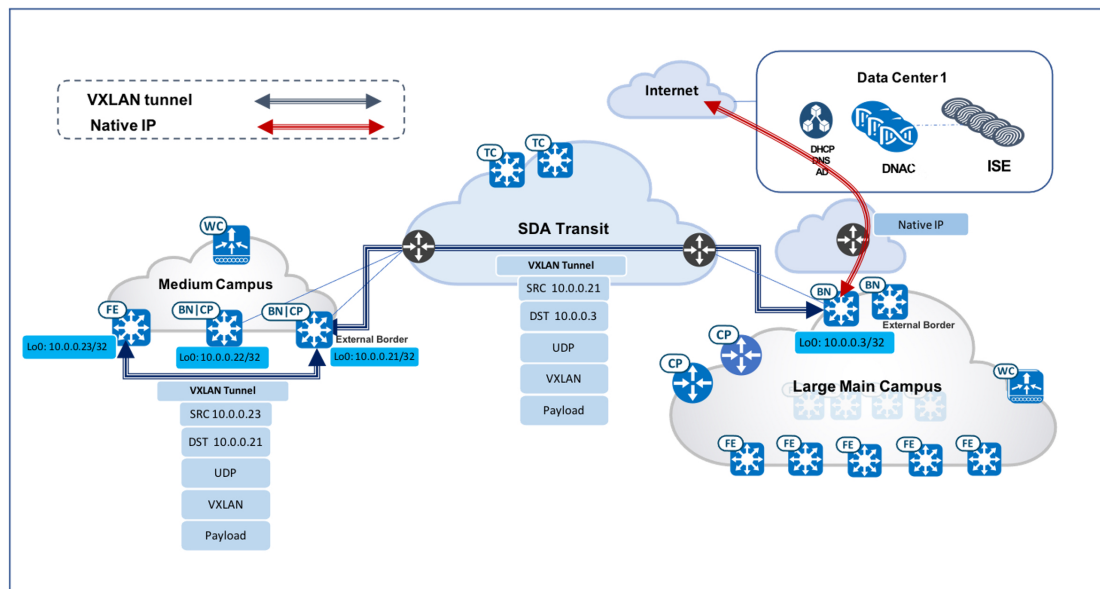 VXLAN tunnel
Native IP
Internet
Data Center 1
DHCP
DNS
AD
DNAC
ISE
TC
TC
SDA Transit
Native IP
WC
Medium Campus
FE
BN|CP
BN|CP
External Border
Lo0: 10.0.0.23/32
Lo0: 10.0.0.22/32
Lo0: 10.0.0.21/32
VXLAN Tunnel
SRC 10.0.0.23
DST 10.0.0.21
UDP
VXLAN
Payload
VXLAN Tunnel
SRC 10.0.0.21
DST 10.0.0.3
UDP
VXLAN
Payload
BN
BN
External Border
Lo0: 10.0.0.3/32
CP
CP
WC
Large Main Campus
FE
FE
FE
FE
FE